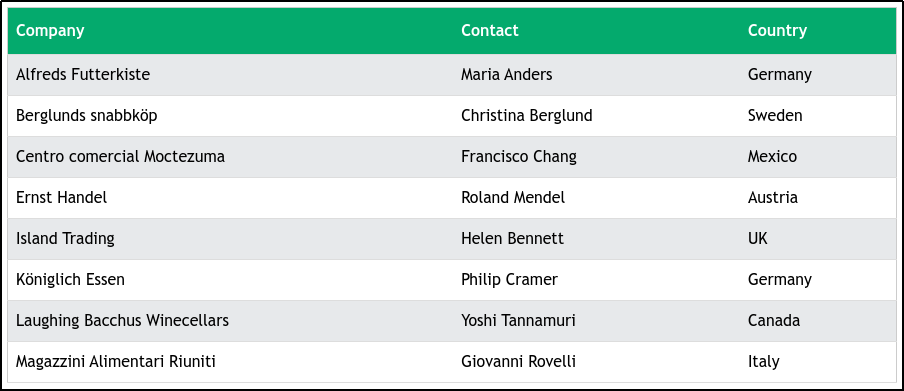 Company Contact Country
Alfreds Futterkiste Maria Anders Germany
Berglunds snabbköp Christina Berglund Sweden
Centro comercial Moctezuma Francisco Chang Mexico
Ernst Handel Roland Mendel Austria
Island Trading Helen Bennett UK
Königlich Essen Philip Cramer Germany
Laughing Bacchus Winecellars Yoshi Tannamuri Canada
Magazzini Alimentari Riuniti Giovanni Rovelli Italy